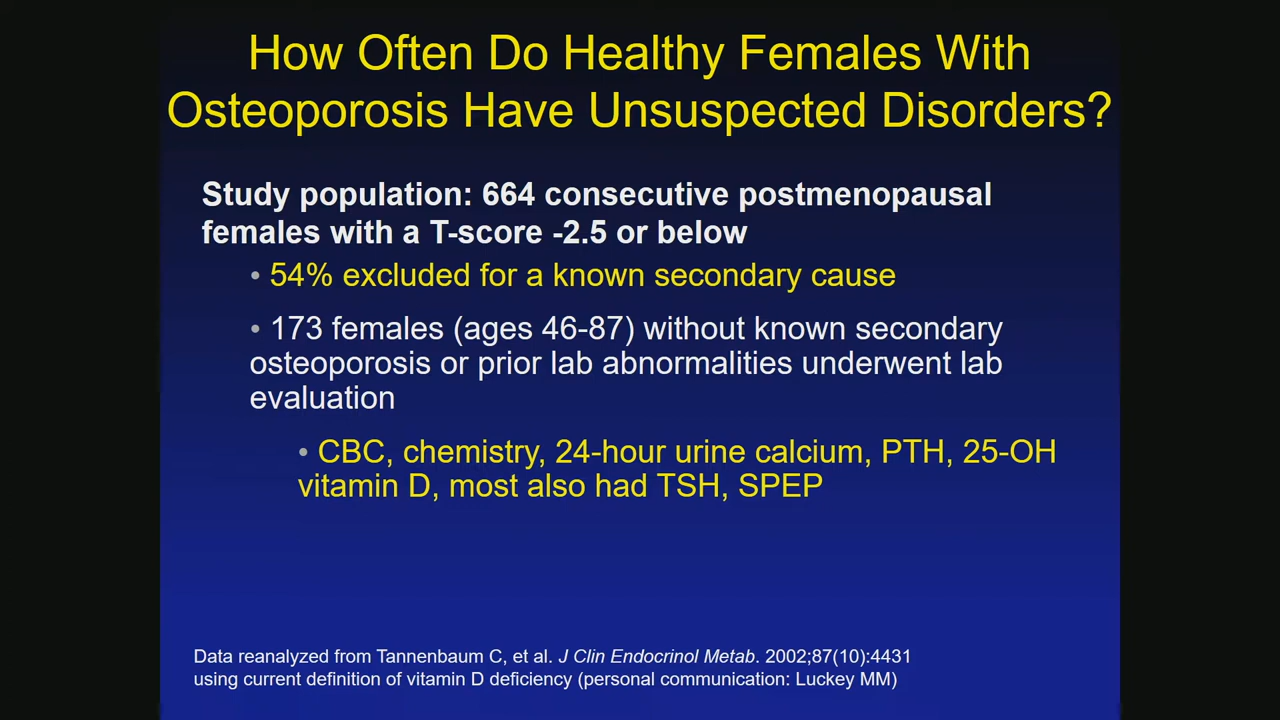 How Often Do Healthy Females With
Osteoporosis Have Unsuspected Disorders?
Study population: 664 consecutive postmenopausal
females with a T-score -2.5 or below
• 54% excluded for a known secondary cause
• 173 females (ages 46-87) without known secondary
osteoporosis or prior lab abnormalities underwent lab
evaluation
• CBC, chemistry, 24-hour urine calcium, PTH, 25-OH
vitamin D, most also had TSH, SPEP
Data reanalyzed from Tannenbaum C, et al. J Clin Endocrinol Metab. 2002;87(10):4431
using current definition of vitamin D deficiency (personal communication: Luckey MM)